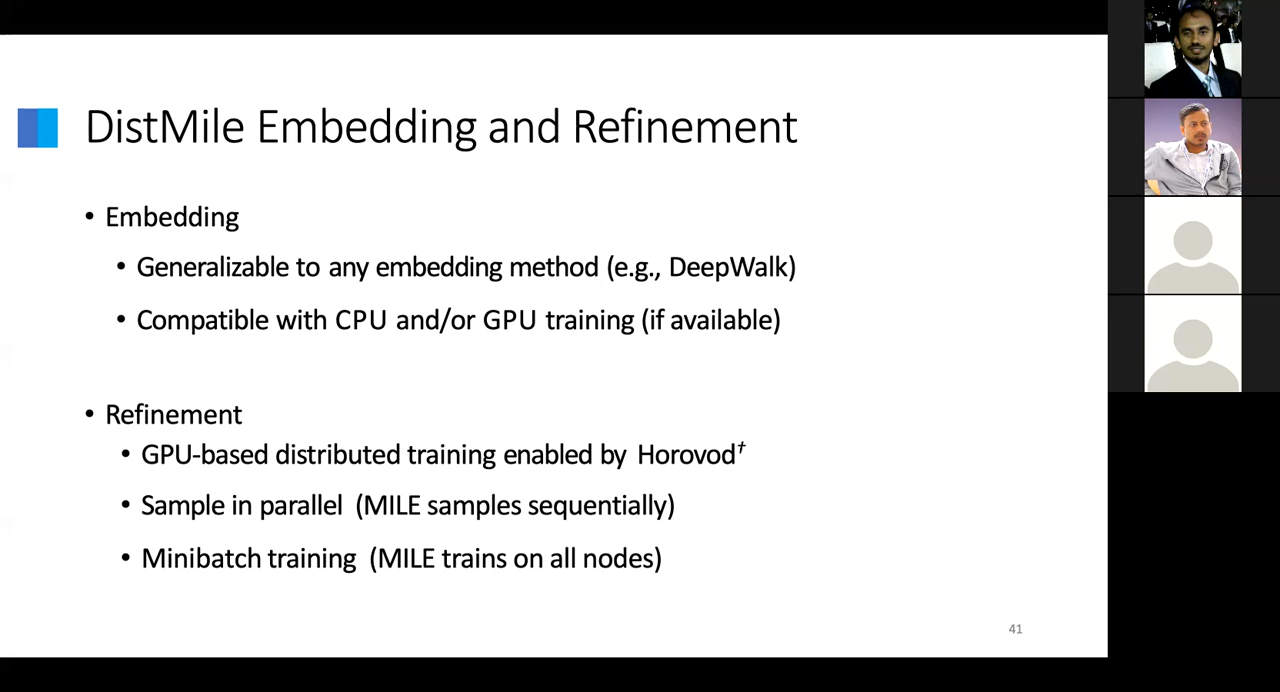 DistMile Embedding and Refinement
• Embedding
• Generalizable to any embedding method (e.g., DeepWalk)
• Compatible with CPU and/or GPU training (if available)
• Refinement
• GPU-based distributed training enabled by Horovod†
• Sample in parallel (MILE samples sequentially)
• Minibatch training (MILE trains on all nodes)
41